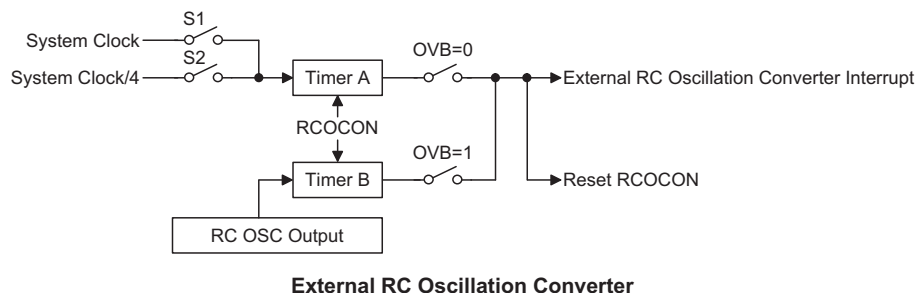 S1
System Clock
S2
System Clock/4
Timer A
OVB=0
External RC Oscillation Converter Interrupt
RCOCON
OVB=1
Timer B
Reset RCOCON
RC OSC Output
External RC Oscillation Converter